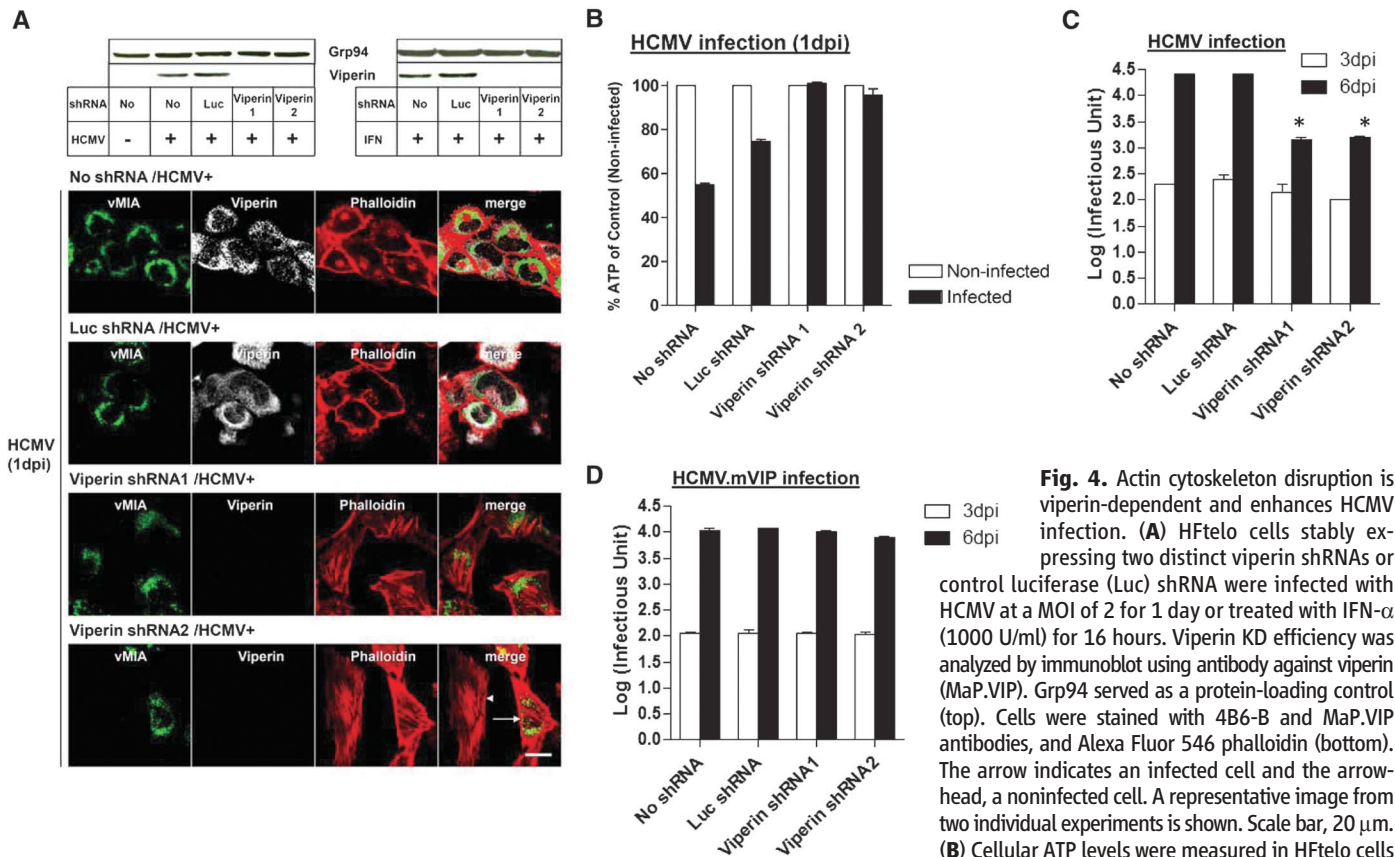 A
Grp94
Viperin
shRNA No No Luc Viperin 1 Viperin 2
HCMV - + + + +
shRNA No Luc Viperin 1 Viperin 2
IFN + + + +
No shRNA /HCMV+
vMIA Viperin Phalloidin merge
Luc shRNA /HCMV+
vMIA Viperin Phalloidin merge
HCMV
(1dpi)
Viperin shRNA1 /HCMV+
vMIA Viperin Phalloidin merge
Viperin shRNA2 /HCMV+
vMIA Viperin Phalloidin merge
B
HCMV infection (1dpi)
% ATP of Control (Non-infected)
100
80
60
40
20
0
No shRNA
Luc shRNA
Viperin shRNA 1
Viperin shRNA 2
Non-infected
Infected
C
HCMV infection
3dpi
6dpi
Log (Infectious Unit)
4.5
4.0
3.5
3.0
2.5
2.0
1.5
1.0
0.5
0.0
* *
No shRNA
Luc shRNA
Viperin shRNA1
Viperin shRNA2
D
HCMV.mVIP infection
3dpi
6dpi
Log (Infectious Unit)
4.5
4.0
3.5
3.0
2.5
2.0
1.5
1.0
0.5
0.0
No shRNA
Luc shRNA
Viperin shRNA1
Viperin shRNA2
Fig. 4. Actin cytoskeleton disruption is
viperin-dependent and enhances HCMV
infection. (A) HFtelo cells stably ex-
pressing two distinct viperin shRNAs or
control luciferase (Luc) shRNA were infected with
HCMV at a MOI of 2 for 1 day or treated with IFN-α
(1000 U/ml) for 16 hours. Viperin KD efficiency was
analyzed by immunoblot using antibody against viperin
(MaP.VIP). Grp94 served as a protein-loading control
(top). Cells were stained with 4B6-B and MaP.VIP
antibodies, and Alexa Fluor 546 phalloidin (bottom).
The arrow indicates an infected cell and the arrow-
head, a noninfected cell. A representative image from
two individual experiments is shown. Scale bar, 20 μm.
(B) Cellular ATP levels were measured in HFtelo cells